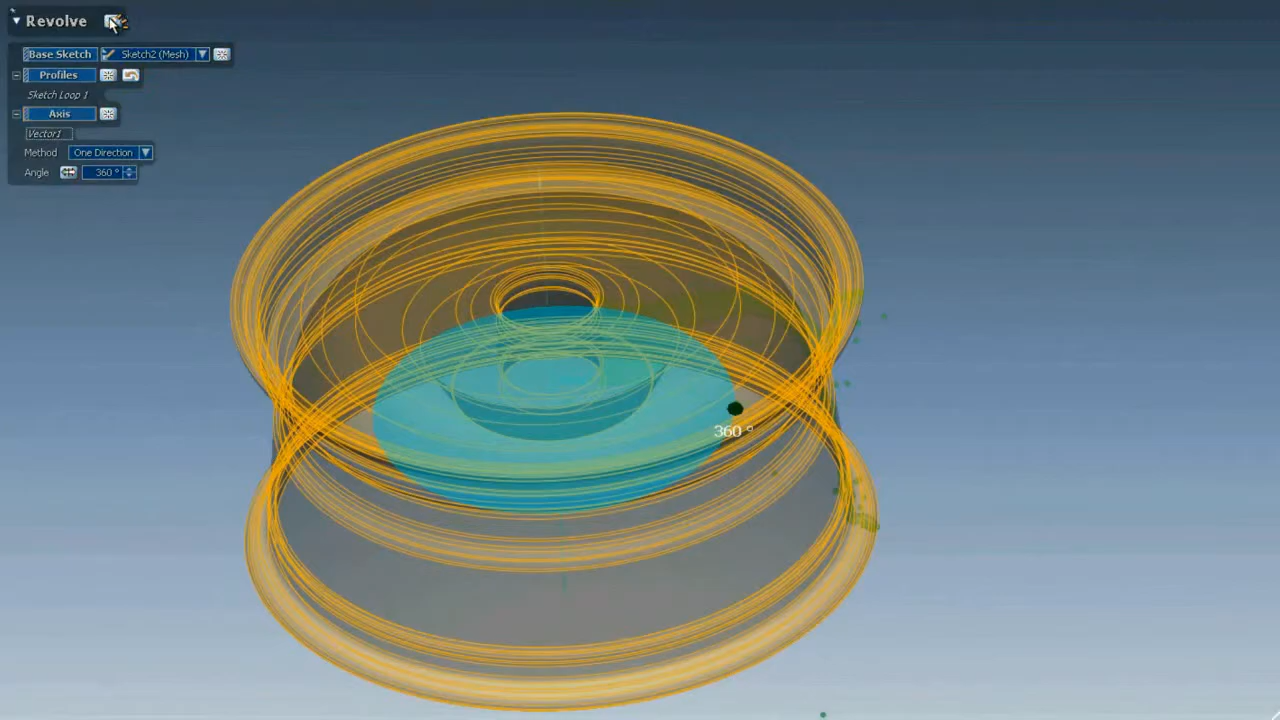 Revolve
Base Sketch Sketch2 (Mesh)
Profiles
Sketch Loop 1
Axis
Vector1
Method One Direction
Angle 360 °
360 °